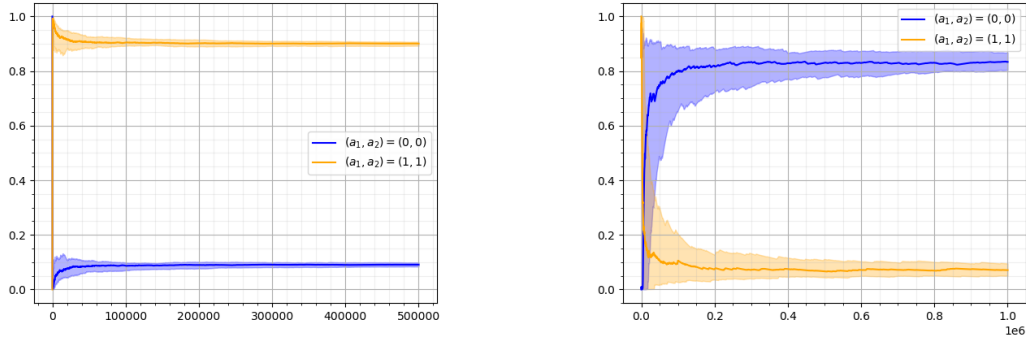 1.0
0.8
0.6
0.4
0.2
0.0
(a₁, a₂) = (0, 0)
(a₁, a₂) = (1, 1)
0 100000 200000 300000 400000 500000
1.0
0.8
0.6
0.4
0.2
0.0
(a₁, a₂) = (0, 0)
(a₁, a₂) = (1, 1)
0.0 0.2 0.4 0.6 0.8 1.0
1e6